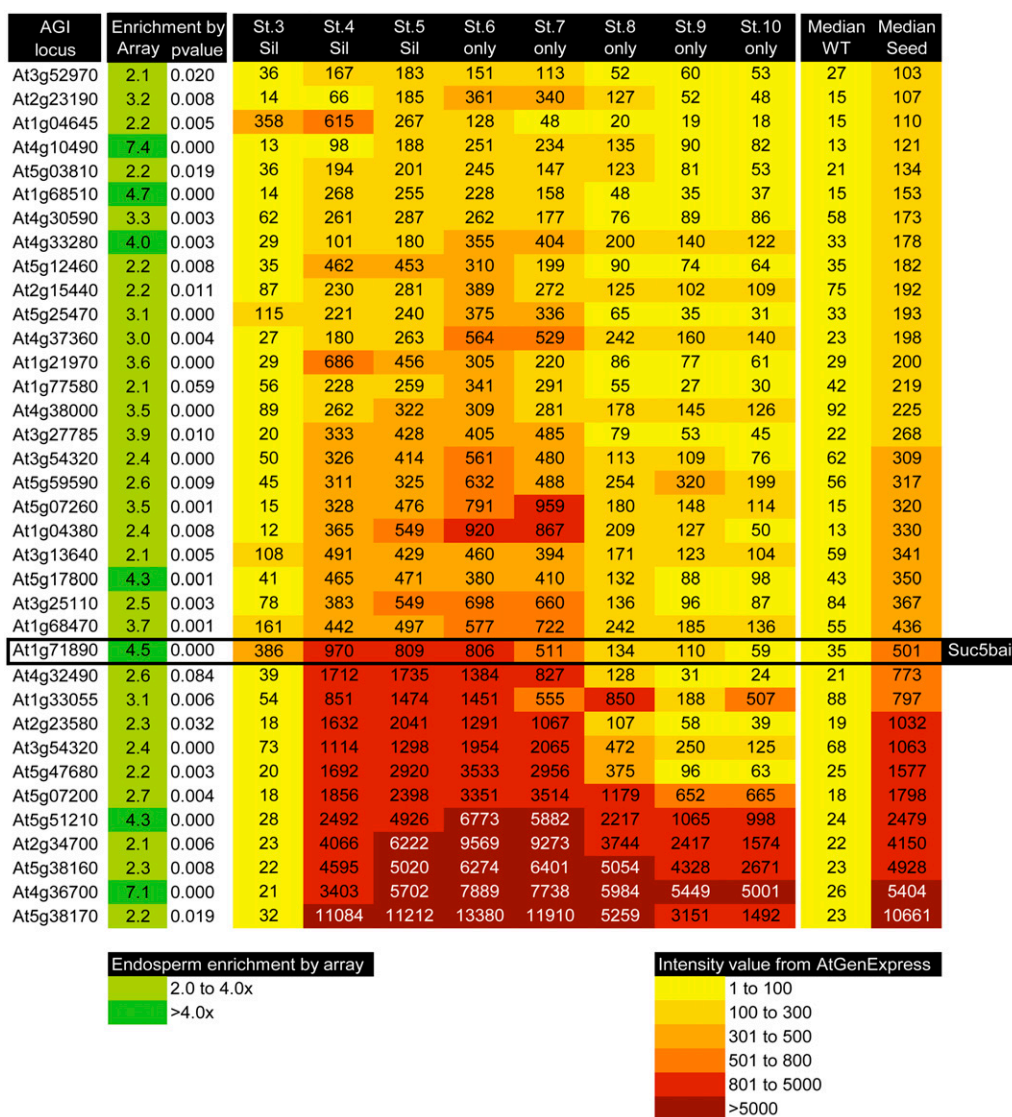 AGI Enrichment by St.3 St.4 St.5 St.6 St.7 St.8 St.9 St.10 Median Median
locus Array pvalue Sil Sil Sil only only only only only WT Seed
At3g52970 2.1 0.020 36 167 183 151 113 52 60 53 27 103
At2g23190 3.2 0.008 14 66 185 361 340 127 52 48 15 107
At1g04645 2.2 0.005 358 615 267 128 48 20 19 18 15 110
At4g10490 7.4 0.000 13 98 188 251 234 135 90 82 13 121
At5g03810 2.2 0.019 36 194 201 245 147 123 81 53 21 134
At1g68510 4.7 0.000 14 268 255 228 158 48 35 37 15 153
At4g30590 3.3 0.003 62 261 287 262 177 76 89 86 58 173
At4g33280 4.0 0.003 29 101 180 355 404 200 140 122 33 178
At5g12460 2.2 0.008 35 462 453 310 199 90 74 64 35 182
At2g15440 2.2 0.011 87 230 281 389 272 125 102 109 75 192
At5g25470 3.1 0.000 115 221 240 375 336 65 35 31 33 193
At4g37360 3.0 0.004 27 180 263 564 529 242 160 140 23 198
At1g21970 3.6 0.000 29 686 456 305 220 86 77 61 29 200
At1g77580 2.1 0.059 56 228 259 341 291 55 27 30 42 219
At4g38000 3.5 0.000 89 262 322 309 281 178 145 126 92 225
At3g27785 3.9 0.010 20 333 428 405 485 79 53 45 22 268
At3g54320 2.4 0.000 50 326 414 561 480 113 109 76 62 309
At5g59590 2.6 0.009 45 311 325 632 488 254 320 199 56 317
At5g07260 3.5 0.001 15 328 476 791 959 180 148 114 15 320
At1g04380 2.4 0.008 12 365 549 920 867 209 127 50 13 330
At3g13640 2.1 0.005 108 491 429 460 394 171 123 104 59 341
At5g17800 4.3 0.001 41 465 471 380 410 132 88 98 43 350
At3g25110 2.5 0.003 78 383 549 698 660 136 96 87 84 367
At1g68470 3.7 0.001 161 442 497 577 722 242 185 136 55 436
At1g71890 4.5 0.000 386 970 809 806 511 134 110 59 35 501 Suc5bai
At4g32490 2.6 0.084 39 1712 1735 1384 827 128 31 24 21 773
At1g33055 3.1 0.006 54 851 1474 1451 555 850 188 507 88 797
At2g23580 2.3 0.032 18 1632 2041 1291 1067 107 58 39 19 1032
At3g54320 2.4 0.000 73 1114 1298 1954 2065 472 250 125 68 1063
At5g47680 2.2 0.003 20 1692 2920 3533 2956 375 96 63 25 1577
At5g07200 2.7 0.004 18 1856 2398 3351 3514 1179 652 665 18 1798
At5g51210 4.3 0.000 28 2492 4926 6773 5882 2217 1065 998 24 2479
At2g34700 2.1 0.006 23 4066 6222 9569 9273 3744 2417 1574 22 4150
At5g38160 2.3 0.008 22 4595 5020 6274 6401 5054 4328 2671 23 4928
At4g36700 7.1 0.000 21 3403 5702 7889 7738 5984 5449 5001 26 5404
At5g38170 2.2 0.019 32 11084 11212 13380 11910 5259 3151 1492 23 10661
Endosperm enrichment by array
2.0 to 4.0x
>4.0x
Intensity value from AtGenExpress
1 to 100
100 to 300
301 to 500
501 to 800
801 to 5000
>5000